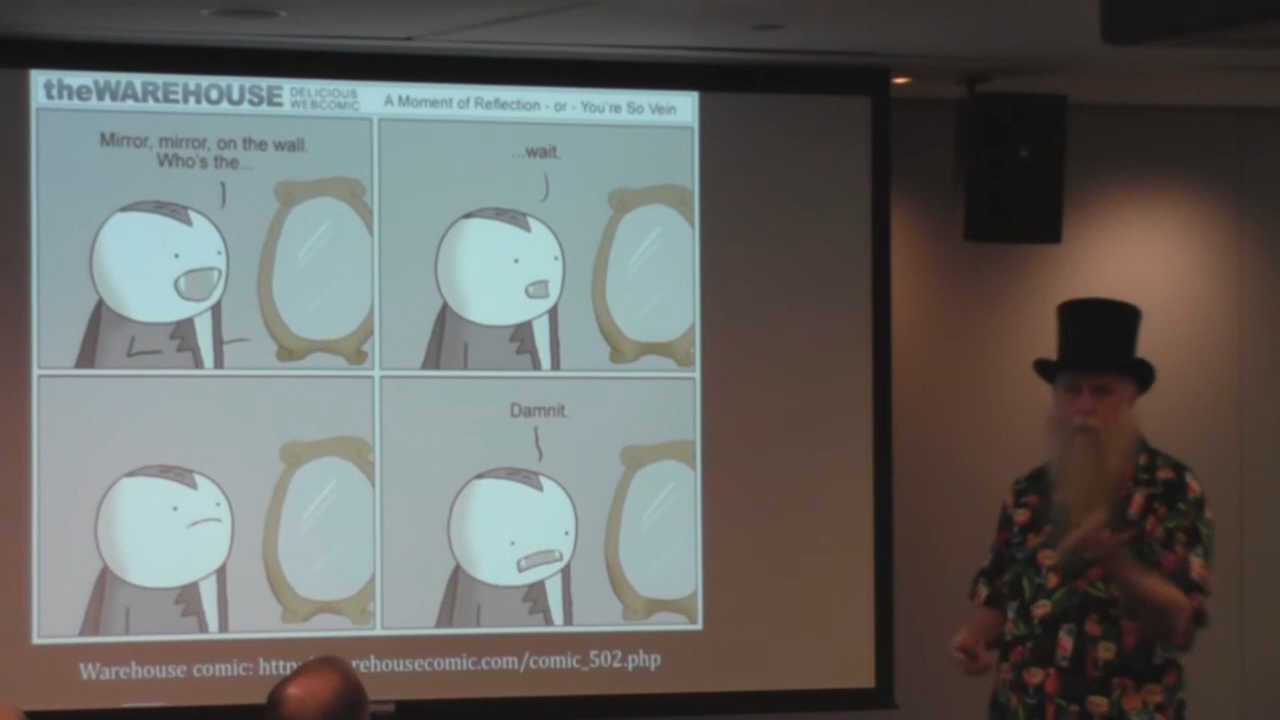 theWAREHOUSE DELICIOUS WEBCOMIC
A Moment of Reflection - or - You're So Vein
Mirror, mirror, on the wall.
Who's the...
...wait.
Damnit.
Warehouse comic: http rehousecomic.com/comic_502.php